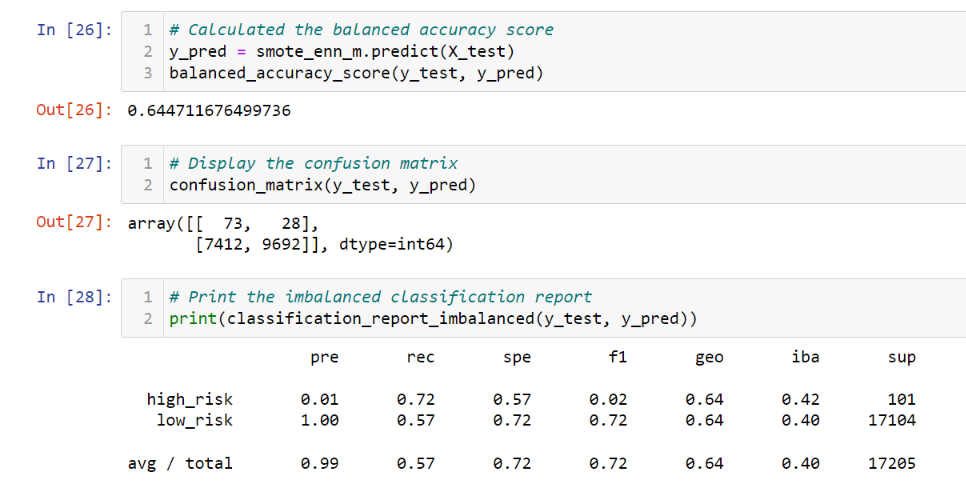 In [26]: 1 # Calculated the balanced accuracy score
2 y_pred = smote_enn_m.predict(X_test)
3 balanced_accuracy_score(y_test, y_pred)
Out[26]: 0.644711676499736
In [27]: 1 # Display the confusion matrix
2 confusion_matrix(y_test, y_pred)
Out[27]: array([[  73,   28],
       [7412, 9692]], dtype=int64)
In [28]: 1 # Print the imbalanced classification report
2 print(classification_report_imbalanced(y_test, y_pred))
pre rec spe f1 geo iba sup
high_risk 0.01 0.72 0.57 0.02 0.64 0.42 101
low_risk 1.00 0.57 0.72 0.72 0.64 0.40 17104
avg / total 0.99 0.57 0.72 0.72 0.64 0.40 17205